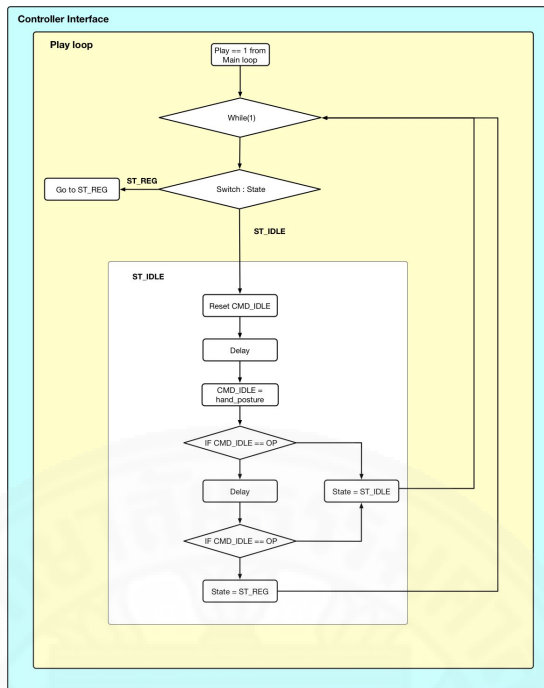 Controller Interface
Play loop
Play == 1 from
Main loop
While(1)
Switch : State
ST_REG
Go to ST_REG
ST_IDLE
ST_IDLE
Reset CMD_IDLE
Delay
CMD_IDLE =
hand_posture
IF CMD_IDLE == OP
Delay
State = ST_IDLE
IF CMD_IDLE == OP
State = ST_REG